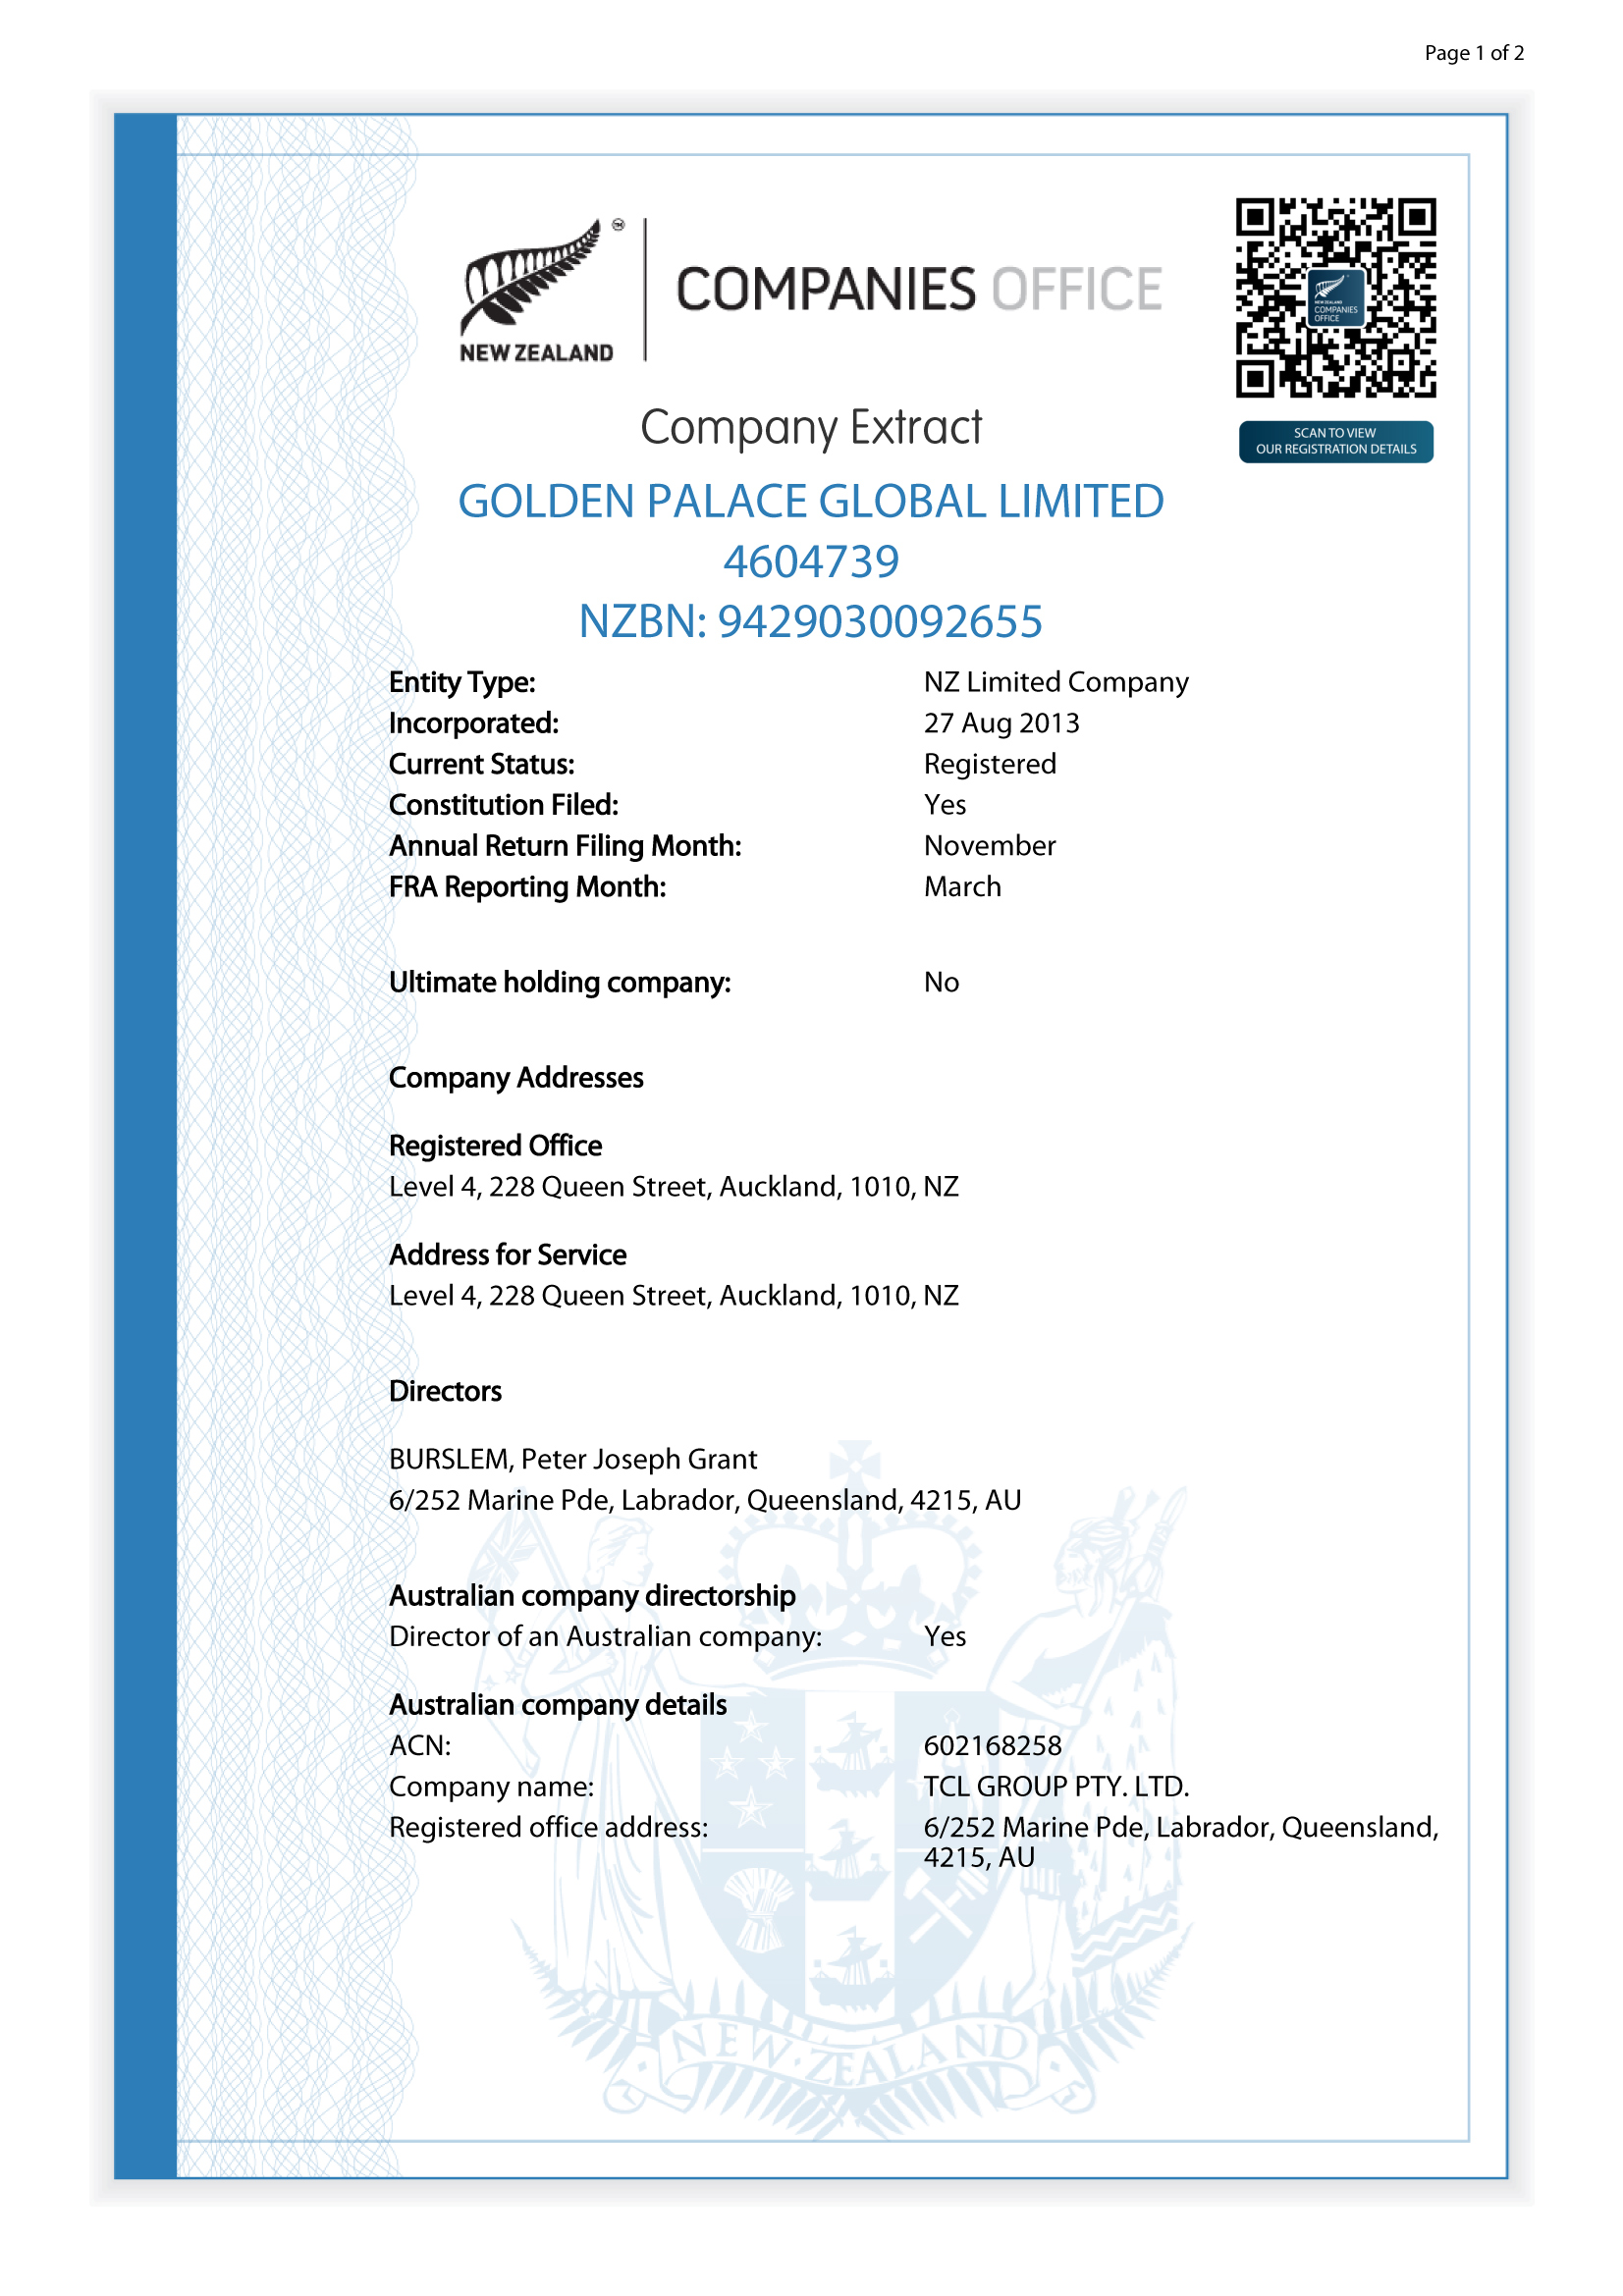 Page 1 of 2
NEW ZEALAND
COMPANIES OFFICE
NEW ZEALAND
COMPANIES
OFFICE
SCAN TO VIEW
OUR REGISTRATION DETAILS
Company Extract
GOLDEN PALACE GLOBAL LIMITED
4604739
NZBN: 9429030092655
Entity Type: NZ Limited Company
Incorporated: 27 Aug 2013
Current Status: Registered
Constitution Filed: Yes
Annual Return Filing Month: November
FRA Reporting Month: March
Ultimate holding company: No
Company Addresses
Registered Office
Level 4, 228 Queen Street, Auckland, 1010, NZ
Address for Service
Level 4, 228 Queen Street, Auckland, 1010, NZ
Directors
BURSLEM, Peter Joseph Grant
6/252 Marine Pde, Labrador, Queensland, 4215, AU
Australian company directorship
Director of an Australian company: Yes
Australian company details
ACN: 602168258
Company name: TCL GROUP PTY. LTD.
Registered office address: 6/252 Marine Pde, Labrador, Queensland,
4215, AU
NEW·ZEALAND